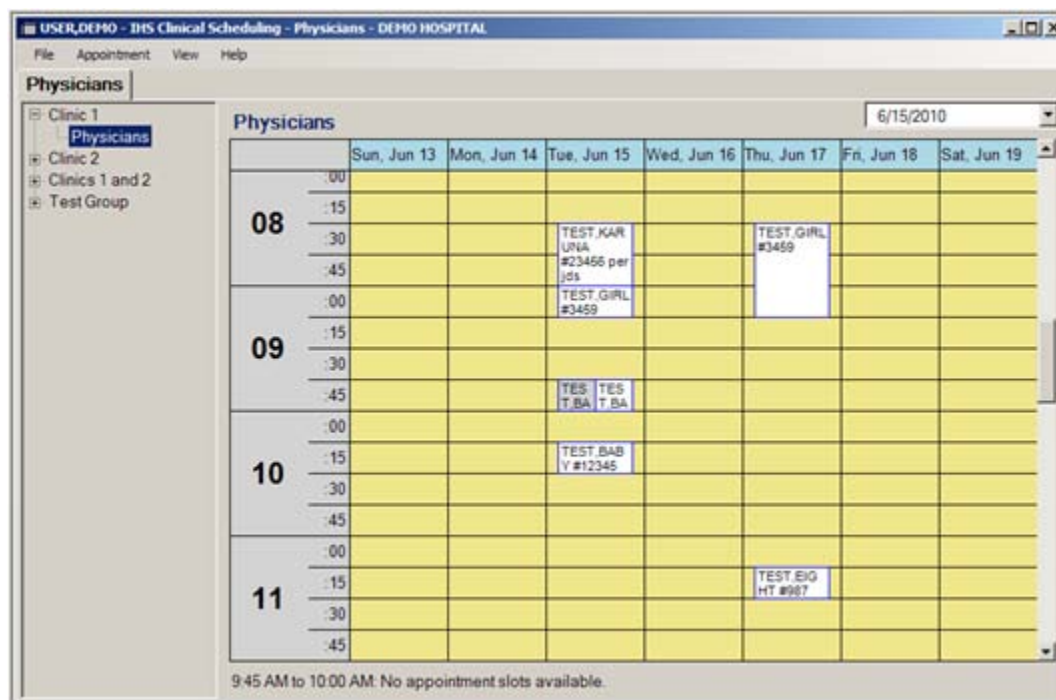 USER,DEMO - IHS Clinical Scheduling - Physicians - DEMO HOSPITAL
File Appointment View Help
Physicians
Clinic 1
Physicians
Clinic 2
Clinics 1 and 2
Test Group
Physicians
6/15/2010
Sun, Jun 13 Mon, Jun 14 Tue, Jun 15 Wed, Jun 16 Thu, Jun 17 Fri, Jun 18 Sat, Jun 19
08
:00
:15
:30
:45
TEST,KAR
UNA
#23456 per
jds
TEST,GIRL
#3459
09
:00
:15
:30
:45
TEST,GIRL
#3459
TES
T,BA
TES
T,BA
10
:00
:15
:30
:45
TEST,BAB
Y #12345
11
:00
:15
:30
:45
TEST,EIG
HT #987
9:45 AM to 10:00 AM: No appointment slots available.